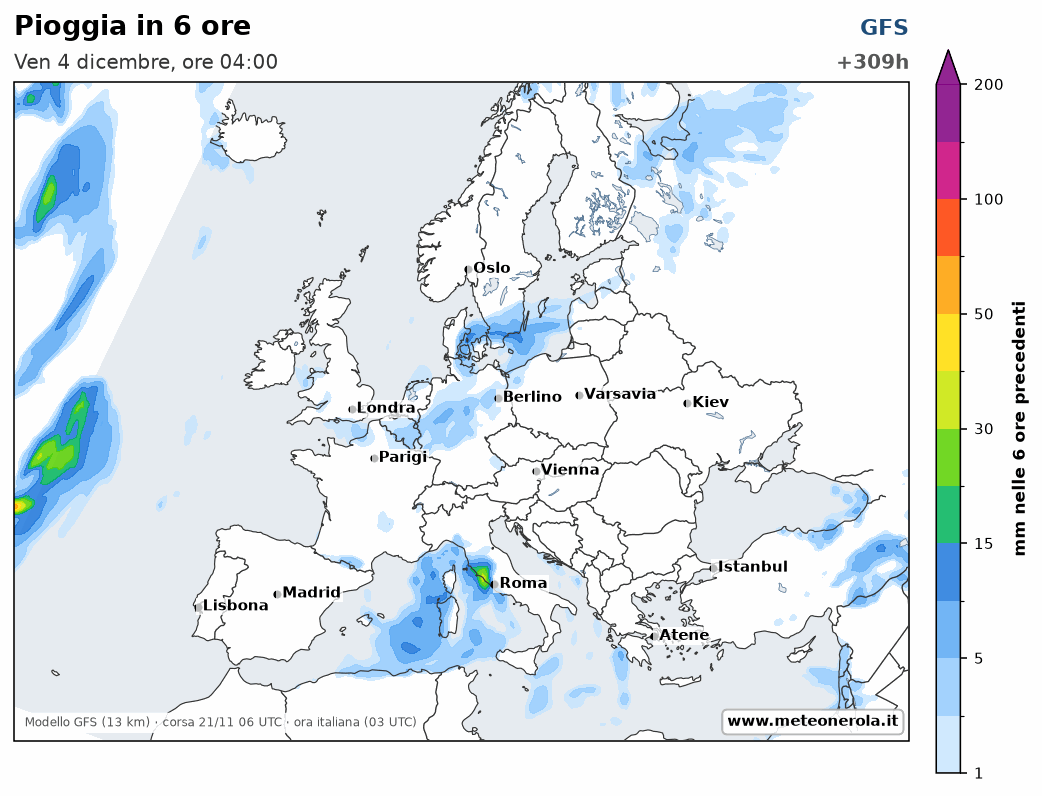 Pioggia in 6 ore
GFS
Ven 4 dicembre, ore 04:00
+309h
200
100
50
30
15
5
1
mm nelle 6 ore precedenti
Oslo
Berlino
Varsavia
Kiev
Londra
Parigi
Vienna
Istanbul
Roma
Madrid
Lisbona
Atene
Modello GFS (13 km) · corsa 21/11 06 UTC · ora italiana (03 UTC)
www.meteonerola.it